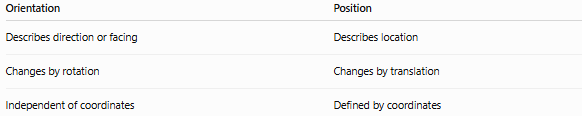 Orientation Position
Describes direction or facing Describes location
Changes by rotation Changes by translation
Independent of coordinates Defined by coordinates